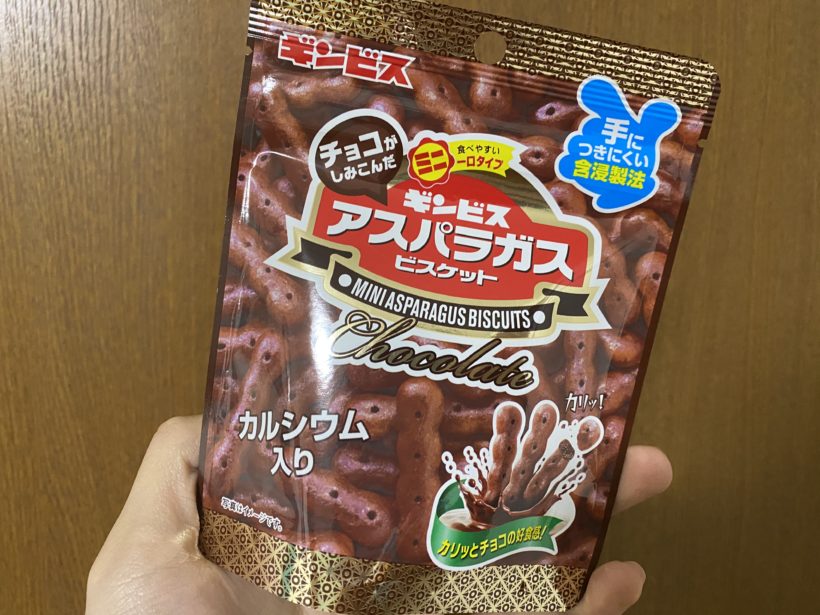 ギンビス
手に
つきにくい
含浸製法
チョコが
しみこんだ
ミニ
食べやすい
一口タイプ
ギンビス
アスパラガス
ビスケット
MINI ASPARAGUS BISCUITS
Chocolate
カリッ!
カルシウム
入り
写真はイメージです。
カリッとチョコの好食感!